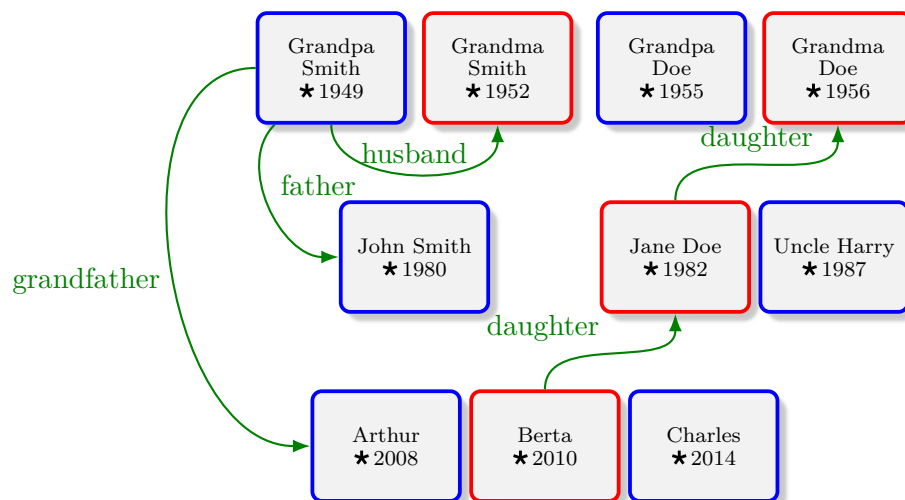 Grandpa
Smith
★1949
Grandma
Smith
★1952
Grandpa
Doe
★1955
Grandma
Doe
★1956
husband
daughter
father
John Smith
★1980
Jane Doe
★1982
Uncle Harry
★1987
grandfather
daughter
Arthur
★2008
Berta
★2010
Charles
★2014